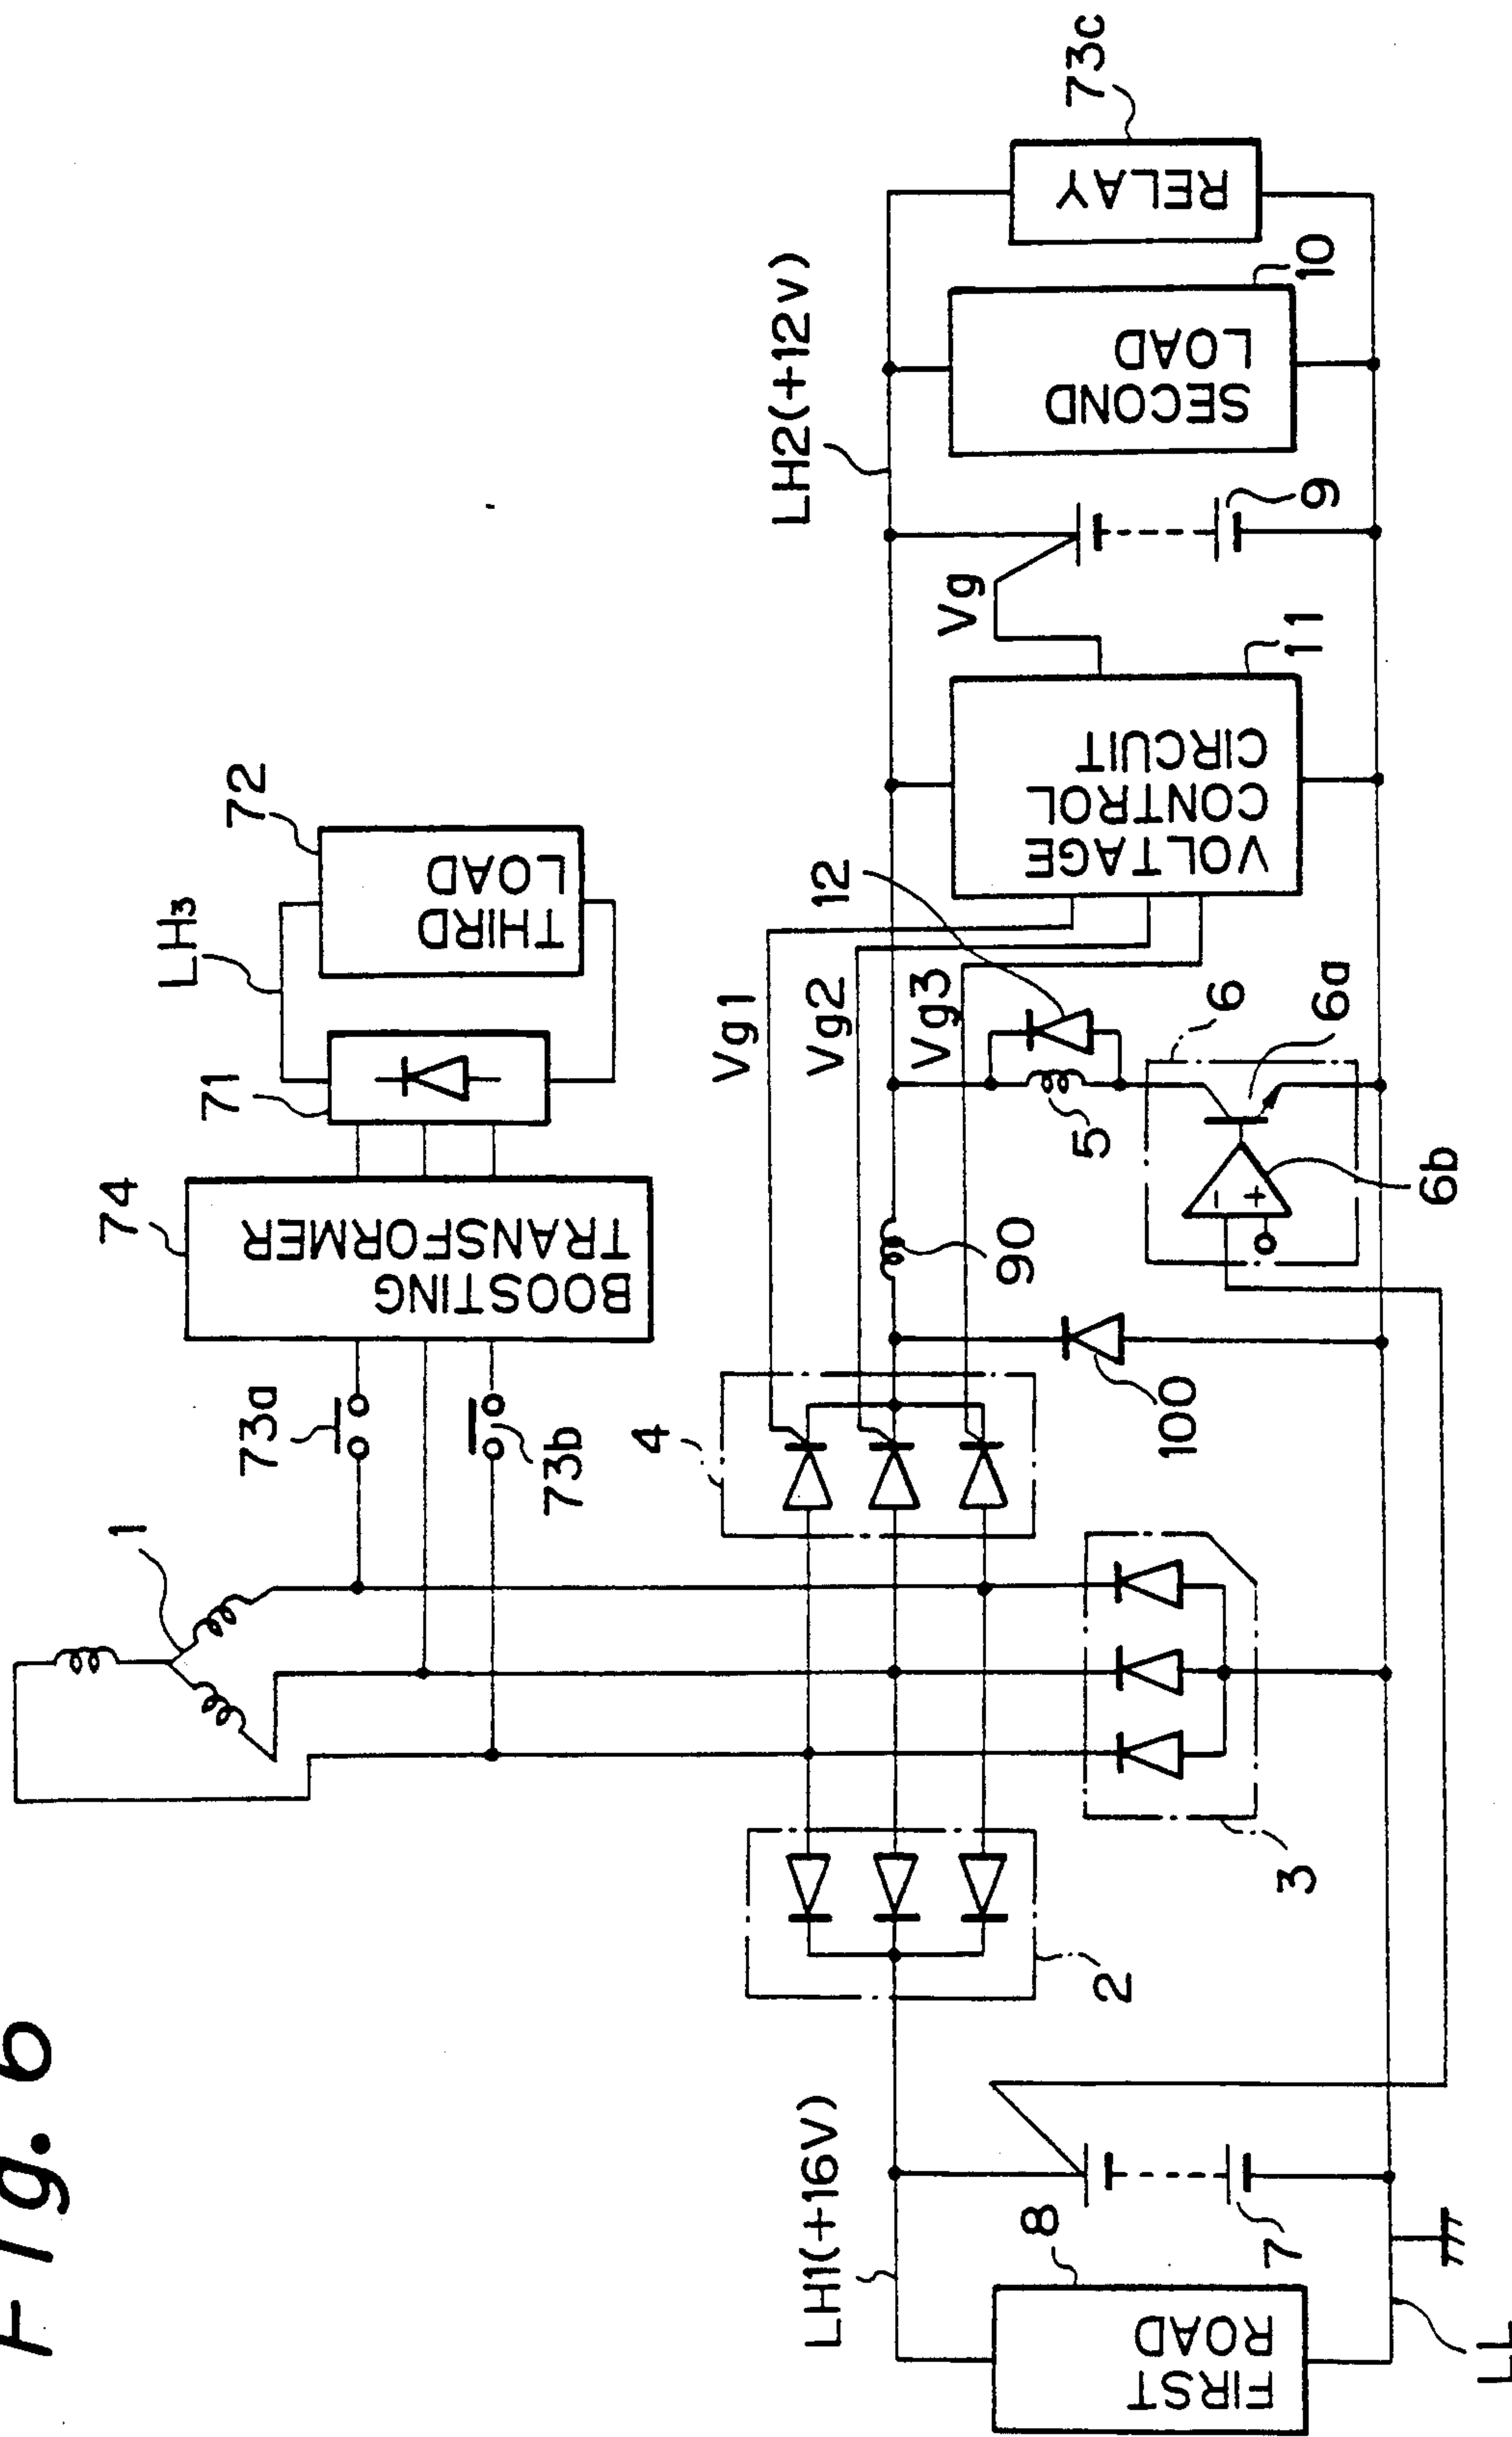 Fig. 6
1
73a
73b
74
BOOSTING
TRANSFORMER
71
LH3
72
THIRD
LOAD
LH1(+16V)
8
FIRST
ROAD
7
LL
2
3
4
Vg1
Vg2
Vg3
100
90
5
12
6
6a
6b
-
+
VOLTAGE
CONTROL
CIRCUIT
11
Vg
9
LH2(+12V)
SECOND
LOAD
10
RELAY
73c